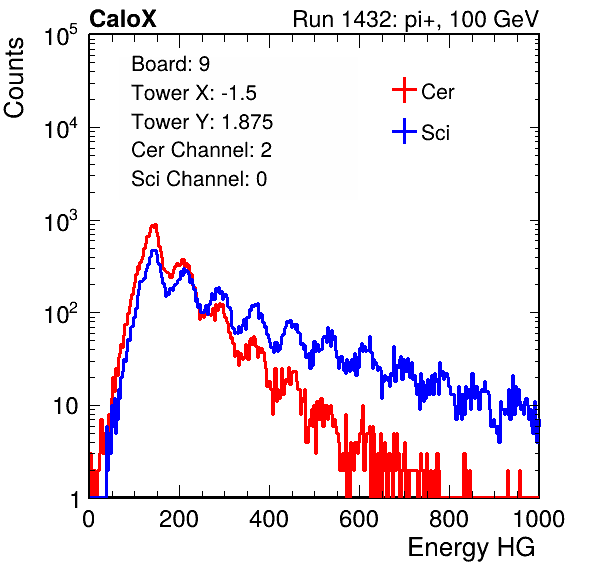 CaloX Run 1432: pi+, 100 GeV
Counts
10^5
10^4
10^3
10^2
10
1
Board: 9
Tower X: -1.5
Tower Y: 1.875
Cer Channel: 2
Sci Channel: 0
Cer
Sci
0 200 400 600 800 1000
Energy HG